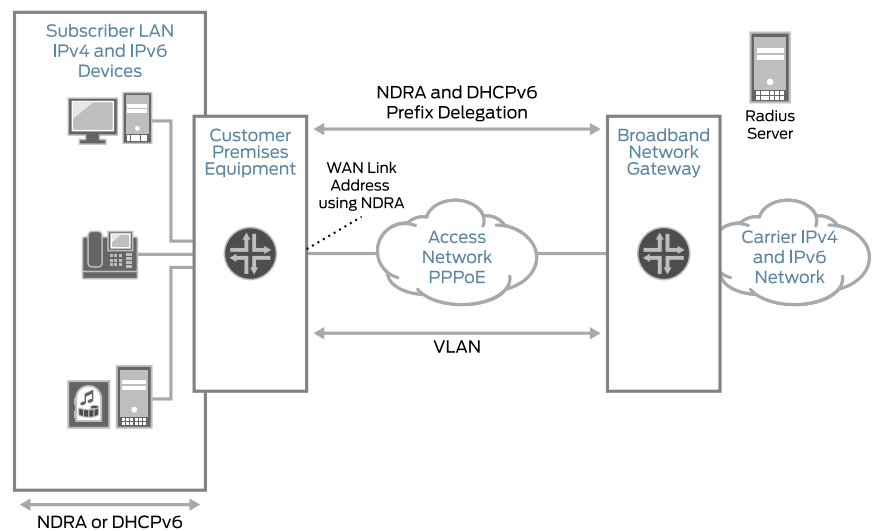 Subscriber LAN
IPv4 and IPv6
Devices
NDRA and DHCPv6
Prefix Delegation
Radius
Server
Customer
Premises
Equipment
WAN Link
Address
using NDRA
Broadband
Network
Gateway
Access
Network
PPPoE
Carrier IPv4
and IPv6
Network
VLAN
NDRA or DHCPv6